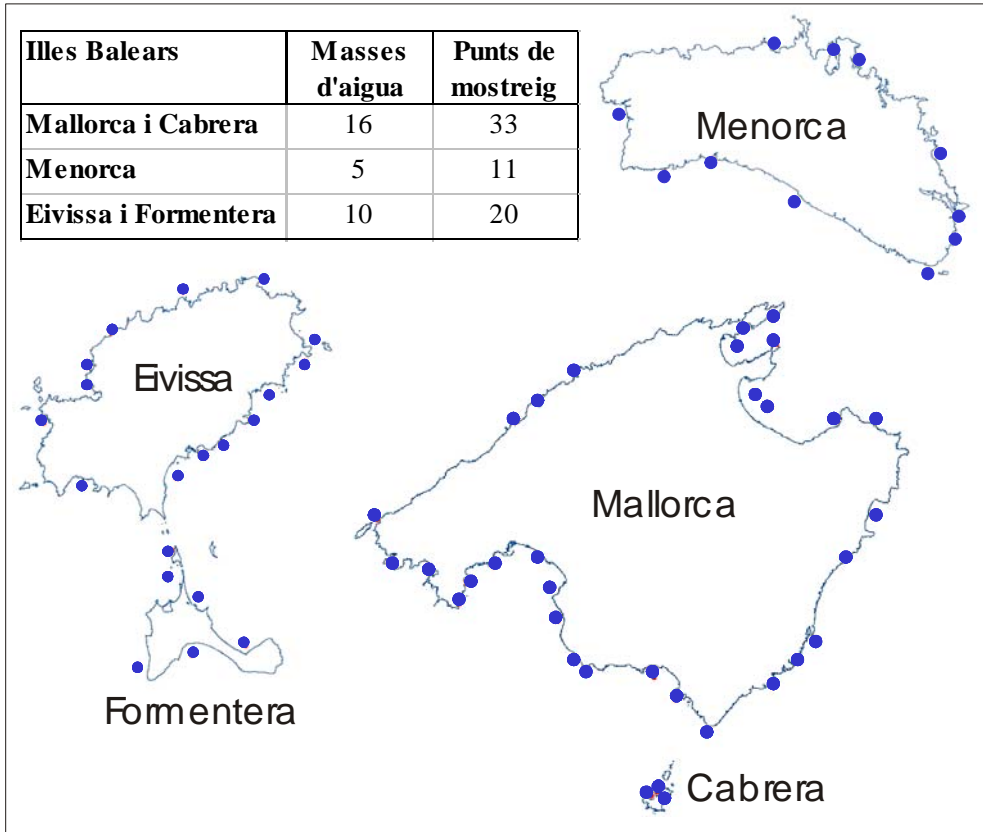 Illes Balears Masses d'aigua Punts de mostreig
Mallorca i Cabrera 16 33
Menorca 5 11
Eivissa i Formentera 10 20
Menorca
Eivissa
Mallorca
Formentera
Cabrera